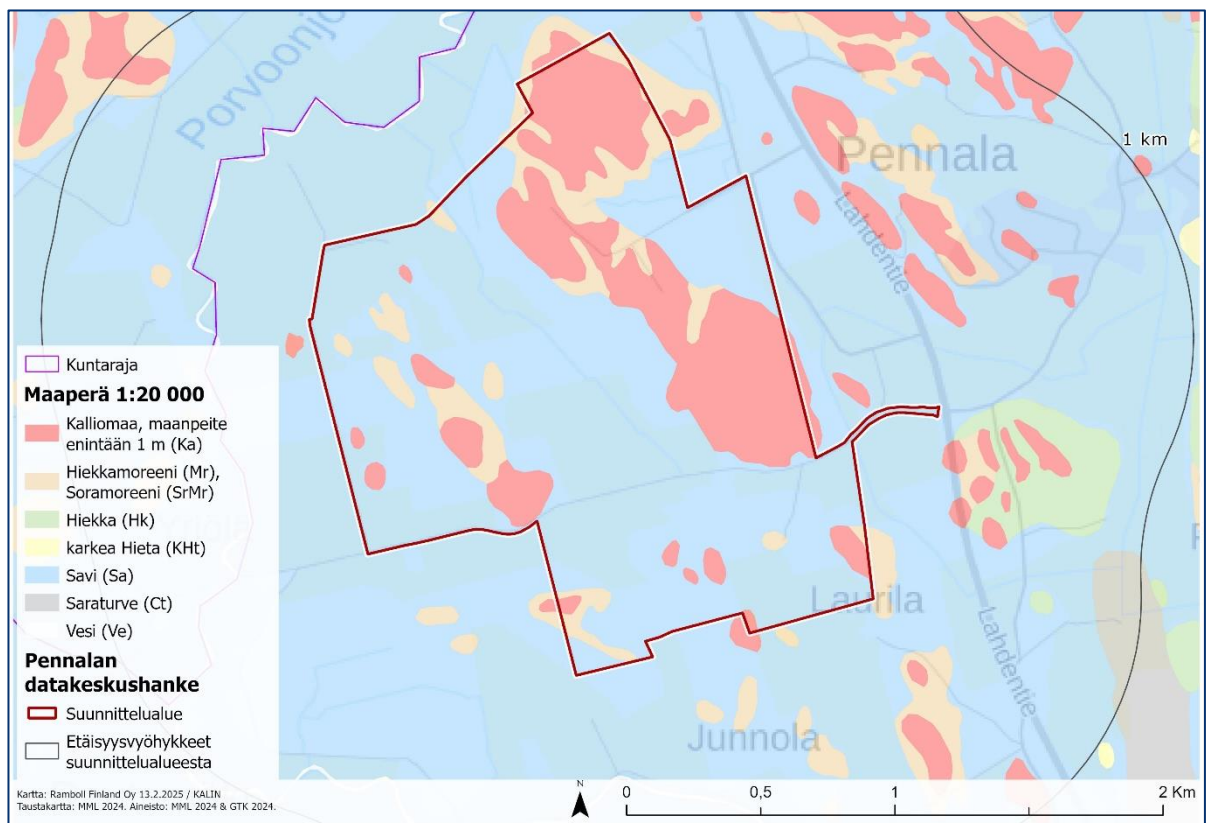 Porvoonjo
Pennala
1 km
Lahdentie
Laurila
Lahdentie
Junnola
Kuntaraja
Maaperä 1:20 000
Kalliomaa, maanpeite
enintään 1 m (Ka)
Hiekkamoreeni (Mr),
Soramoreeni (SrMr)
Hiekka (Hk)
karkea Hieta (KHt)
Savi (Sa)
Saraturve (Ct)
Vesi (Ve)
Pennalan
datakeskushanke
Suunnittelualue
Etäisyysvyöhykkeet
suunnittelualueesta
Kartta: Ramboll Finland Oy 13.2.2025 / KALIN
Taustakartta: MML 2024. Aineisto: MML 2024 & GTK 2024.
N
0 0,5 1 2 Km